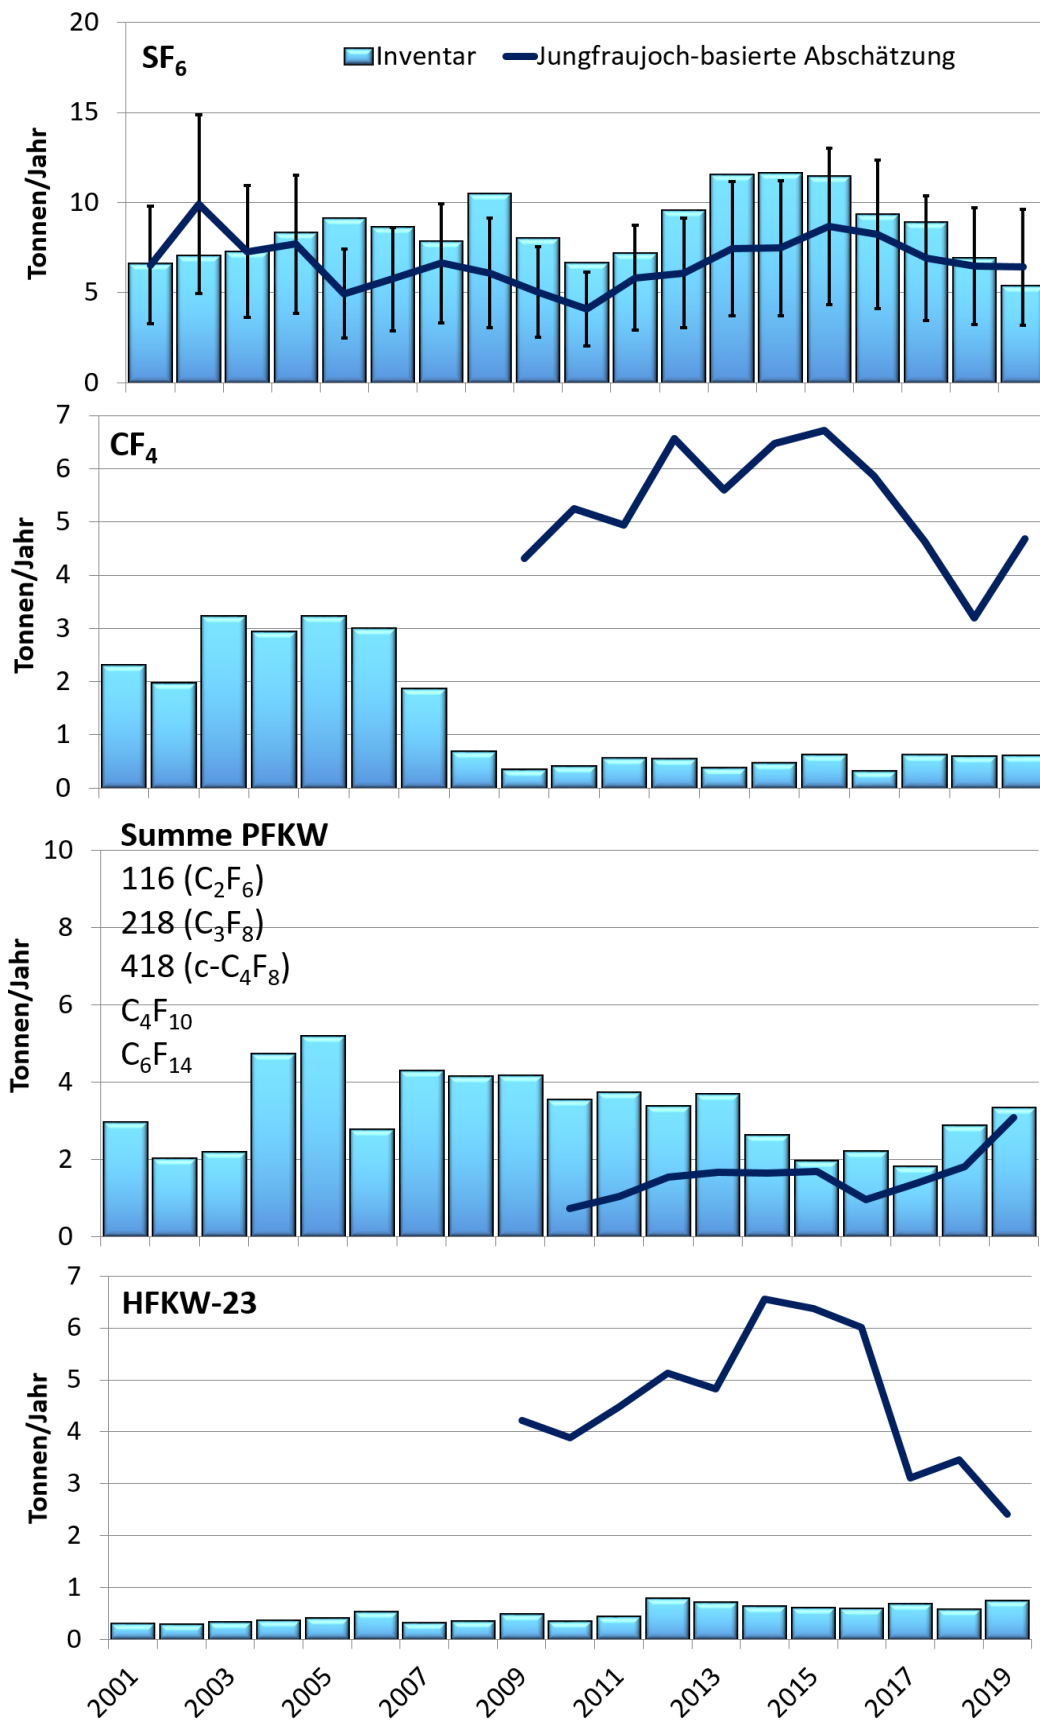 SF₆
Inventar
Jungfraujoch-basierte Abschätzung
Tonnen/Jahr
20
15
10
5
0
CF₄
Tonnen/Jahr
7
6
5
4
3
2
1
0
Summe PFKW
116 (C₂F₆)
218 (C₃F₈)
418 (c-C₄F₈)
C₄F₁₀
C₆F₁₄
Tonnen/Jahr
10
8
6
4
2
0
HFKW-23
Tonnen/Jahr
7
6
5
4
3
2
1
0
2001
2003
2005
2007
2009
2011
2013
2015
2017
2019